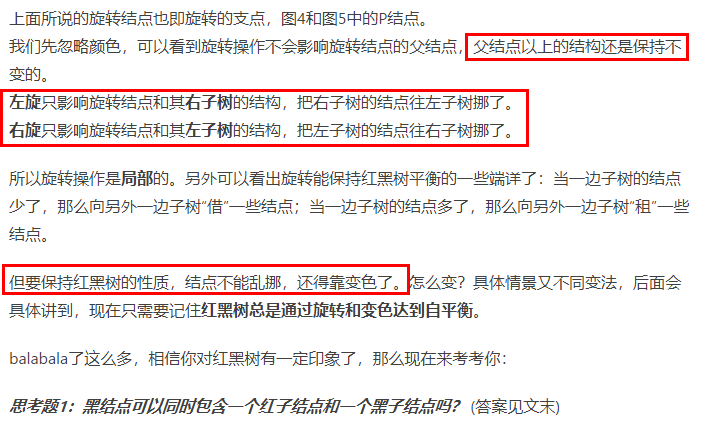 上面所说的旋转结点也即旋转的支点，图4和图5中的P结点。
我们先忽略颜色，可以看到旋转操作不会影响旋转结点的父结点，父结点以上的结构还是保持不
变的。
左旋只影响旋转结点和其右子树的结构，把右子树的结点往左子树挪了。
右旋只影响旋转结点和其左子树的结构，把左子树的结点往右子树挪了。
所以旋转操作是局部的。另外可以看出旋转能保持红黑树平衡的一些端详了：当一边子树的结点
少了，那么向另外一边子树“借”一些结点；当一边子树的结点多了，那么向另外一边子树“租”一些
结点。
但要保持红黑树的性质，结点不能乱挪，还得靠变色了。怎么变？具体情景又不同变法，后面会
具体讲到，现在只需要记住红黑树总是通过旋转和变色达到自平衡。
balabala了这么多，相信你对红黑树有一定印象了，那么现在来考考你：
思考题1：黑结点可以同时包含一个红子结点和一个黑子结点吗？ (答案见文末)